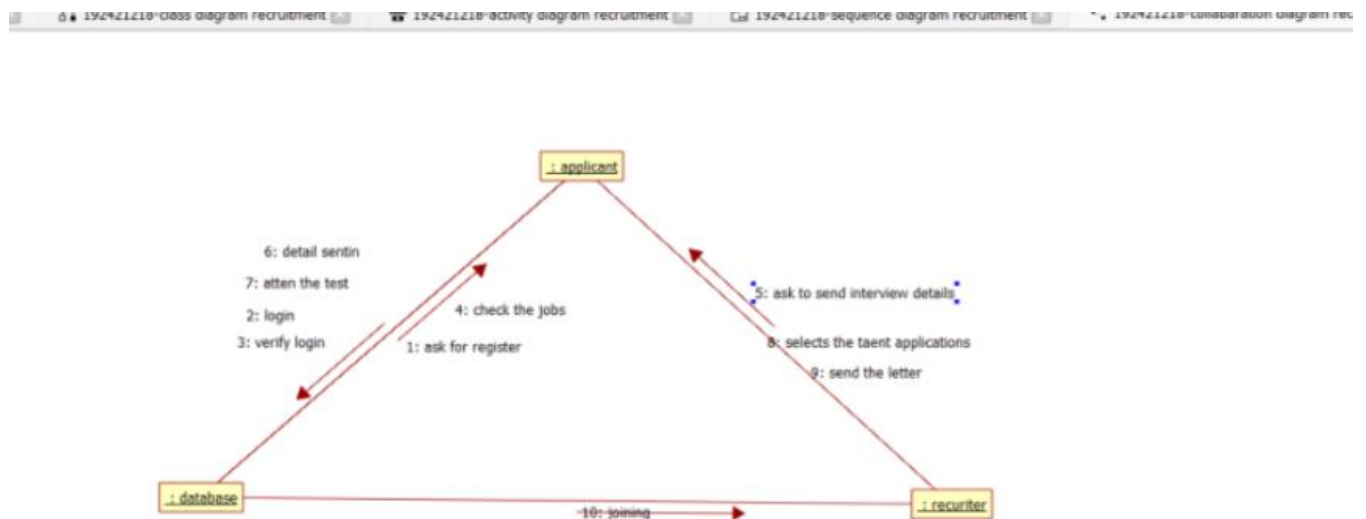 192421218-class diagram recruitment
192421218-activity diagram recruitment
192421218-sequence diagram recruitment
192421218-collabaration diagram rec
: applicant
6: detail sentin
7: atten the test
2: login
3: verify login
4: check the jobs
1: ask for register
5: ask to send interview details
8: selects the taent applications
9: send the letter
: database
10: joining
: recuriter